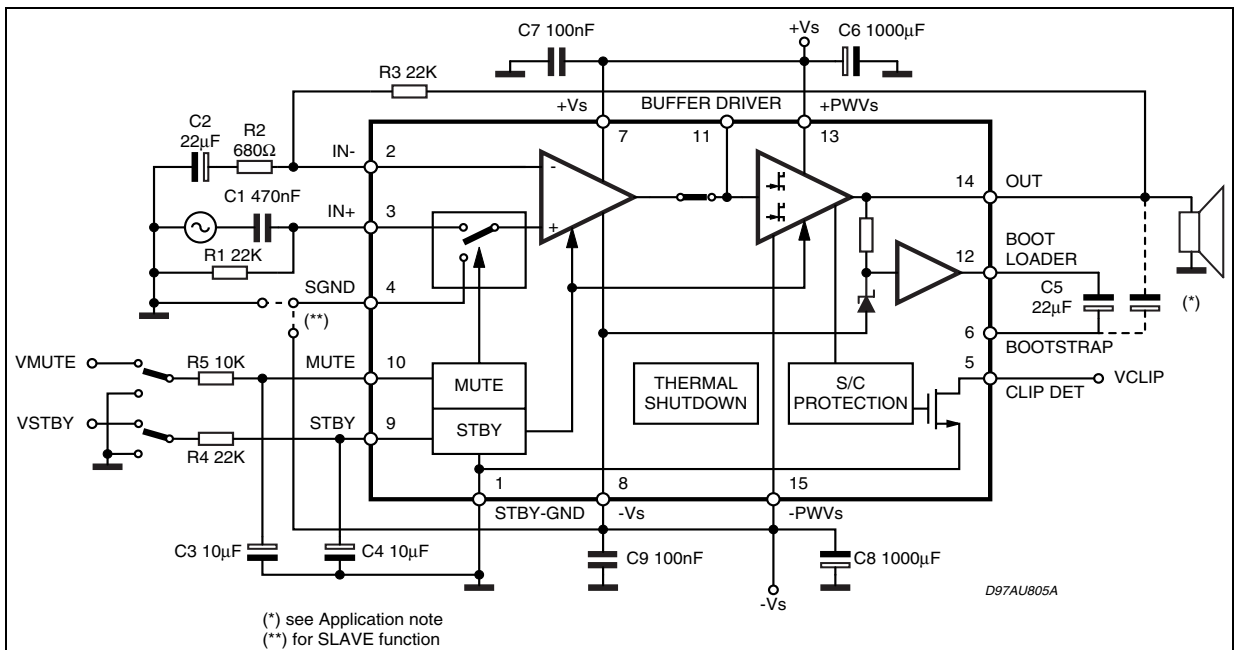 C7 100nF
+Vs
C6 1000µF
R3 22K
+Vs
BUFFER DRIVER
+PWVs
7
11
13
C2
22µF
R2
680Ω
IN-
2
-
C1 470nF
IN+
3
+
14
OUT
R1 22K
SGND
4
(**)
12
BOOT
LOADER
C5
22µF
(*)
6
BOOTSTRAP
VMUTE
R5 10K
MUTE
10
MUTE
THERMAL
SHUTDOWN
S/C
PROTECTION
5
CLIP DET
VCLIP
VSTBY
R4 22K
STBY
9
STBY
1
8
15
STBY-GND
-Vs
-PWVs
C3 10µF
C4 10µF
C9 100nF
C8 1000µF
-Vs
D97AU805A
(*) see Application note
(**) for SLAVE function